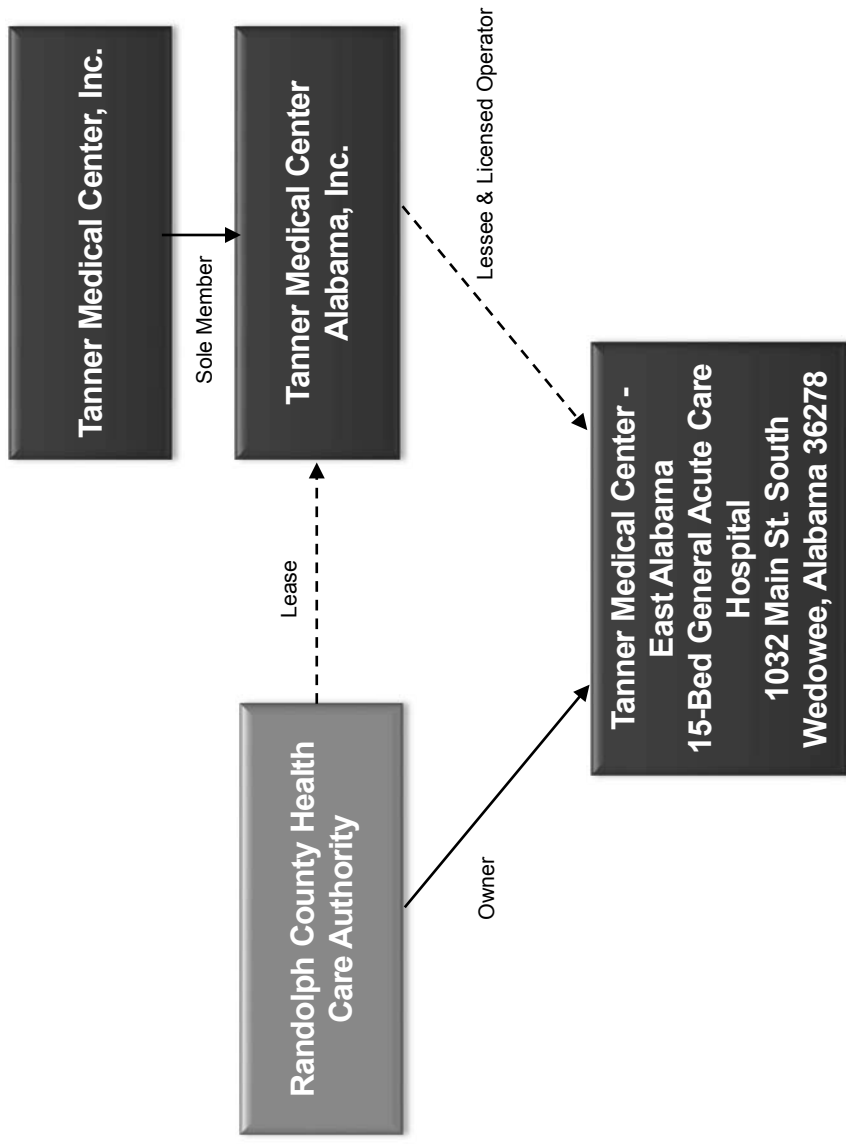 Tanner Medical Center, Inc.
Sole Member
Tanner Medical Center
Alabama, Inc.
Lease
Randolph County Health
Care Authority
Owner
Lessee & Licensed Operator
Tanner Medical Center -
East Alabama
15-Bed General Acute Care
Hospital
1032 Main St. South
Wedowee, Alabama 36278